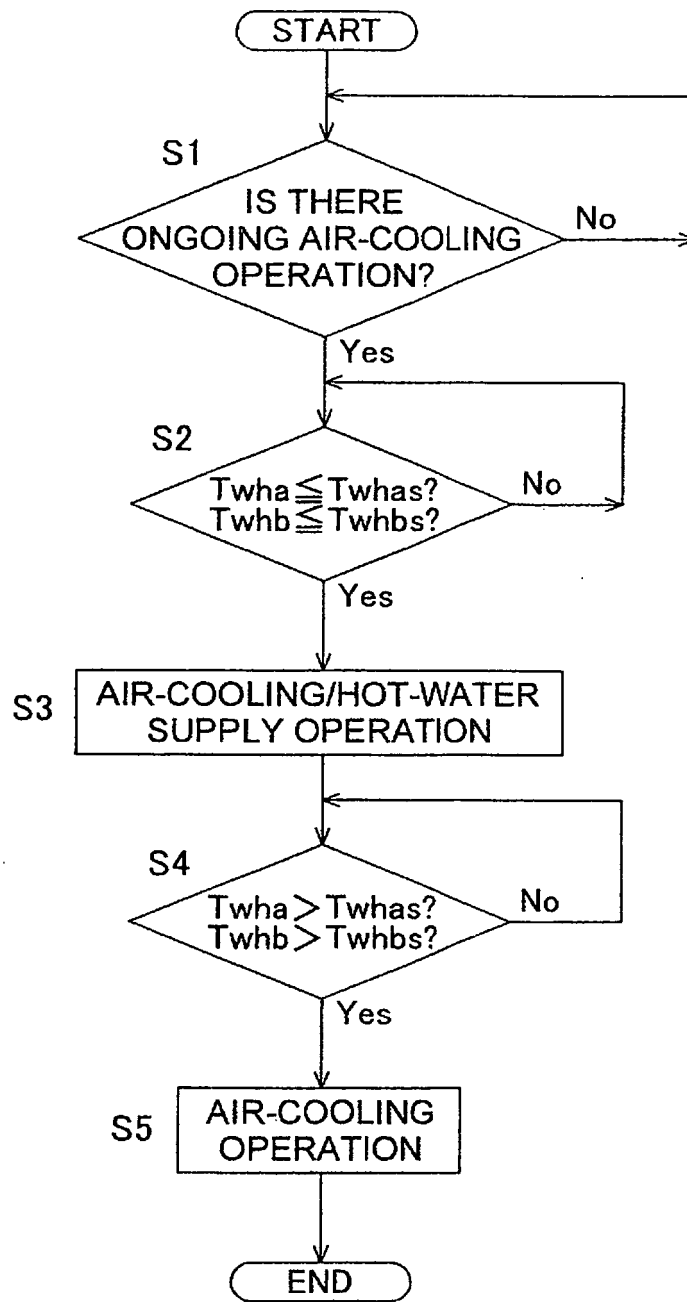 START
S1
IS THERE
ONGOING AIR-COOLING
OPERATION?
No
Yes
S2
Twha≦Twhas?
Twhb≦Twhbs?
No
Yes
S3
AIR-COOLING/HOT-WATER
SUPPLY OPERATION
S4
Twha>Twhas?
Twhb>Twhbs?
No
Yes
S5
AIR-COOLING
OPERATION
END